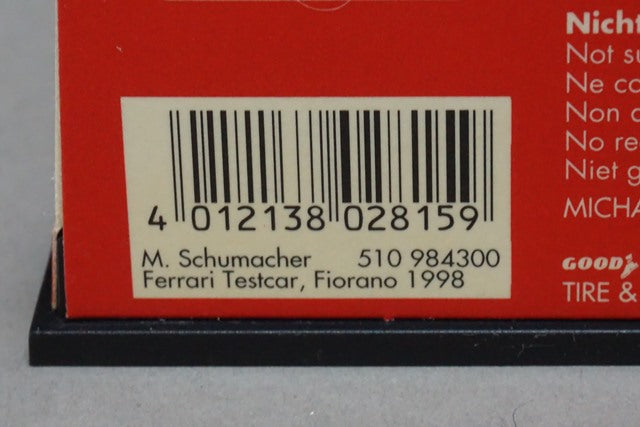 4 012138 028159
M. Schumacher 510 984300
Ferrari Testcar, Fiorano 1998
Nicht
Not su
Ne
Non
No re
Niet g
MICHA
GOOD
TIRE &